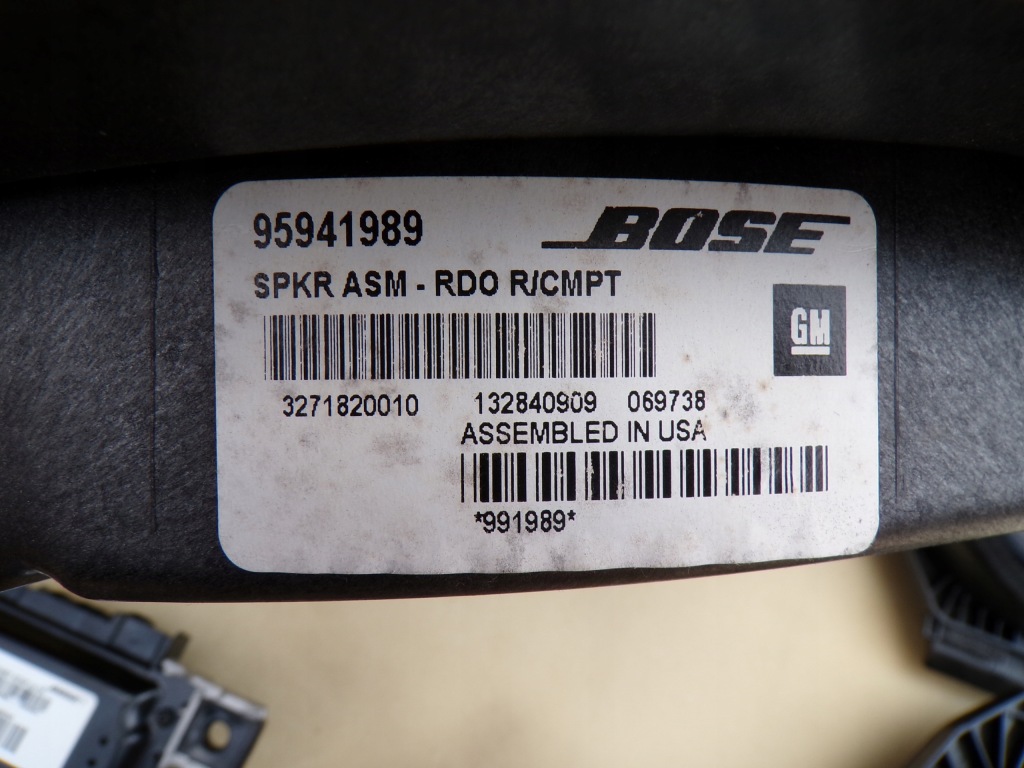 95941989 BOSE
SPKR ASM - RDO R/CMPT
GM
3271820010 132840909 069738
ASSEMBLED IN USA
*991989*